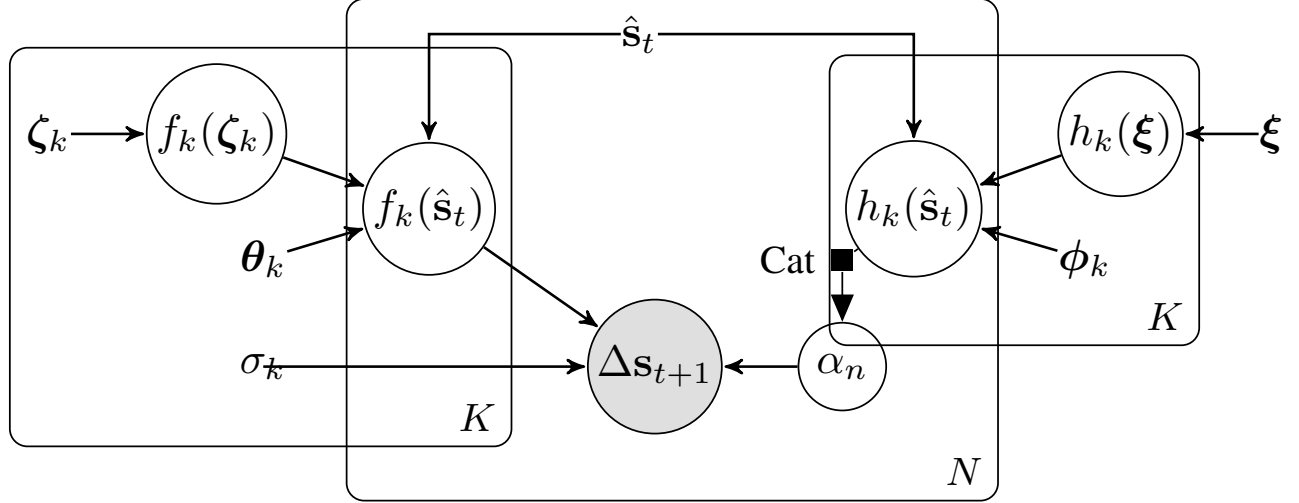 ŝ_t
ζ_k
f_k(ζ_k)
h_k(ξ)
ξ
f_k(ŝ_t)
h_k(ŝ_t)
θ_k
Cat
ϕ_k
K
σ_k
Δs_{t+1}
α_n
K
N